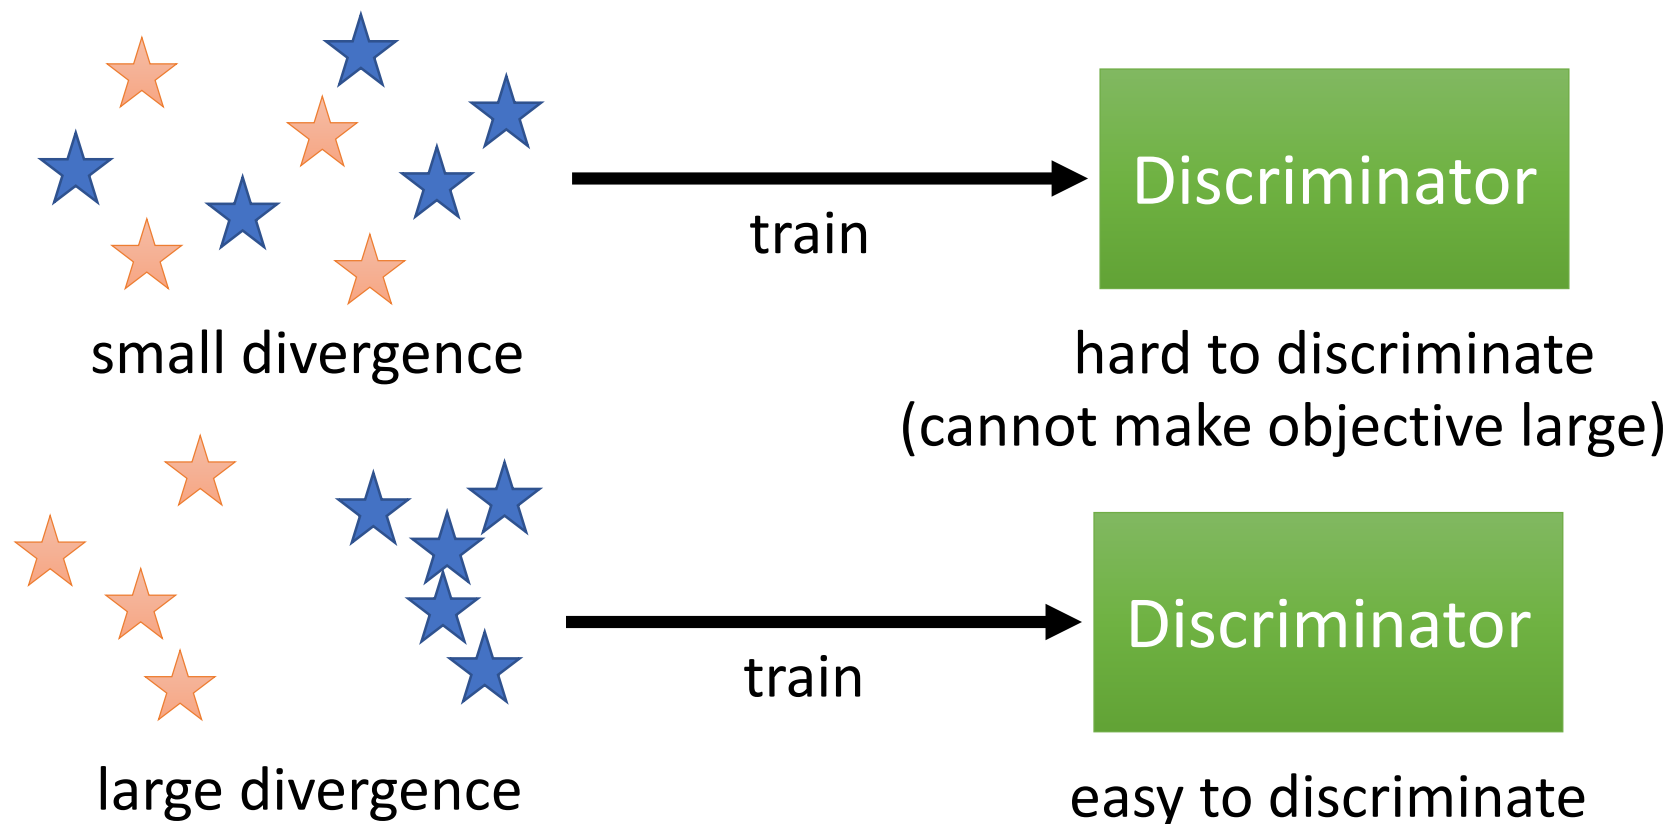 train
Discriminator
small divergence
hard to discriminate
(cannot make objective large)
train
Discriminator
large divergence
easy to discriminate